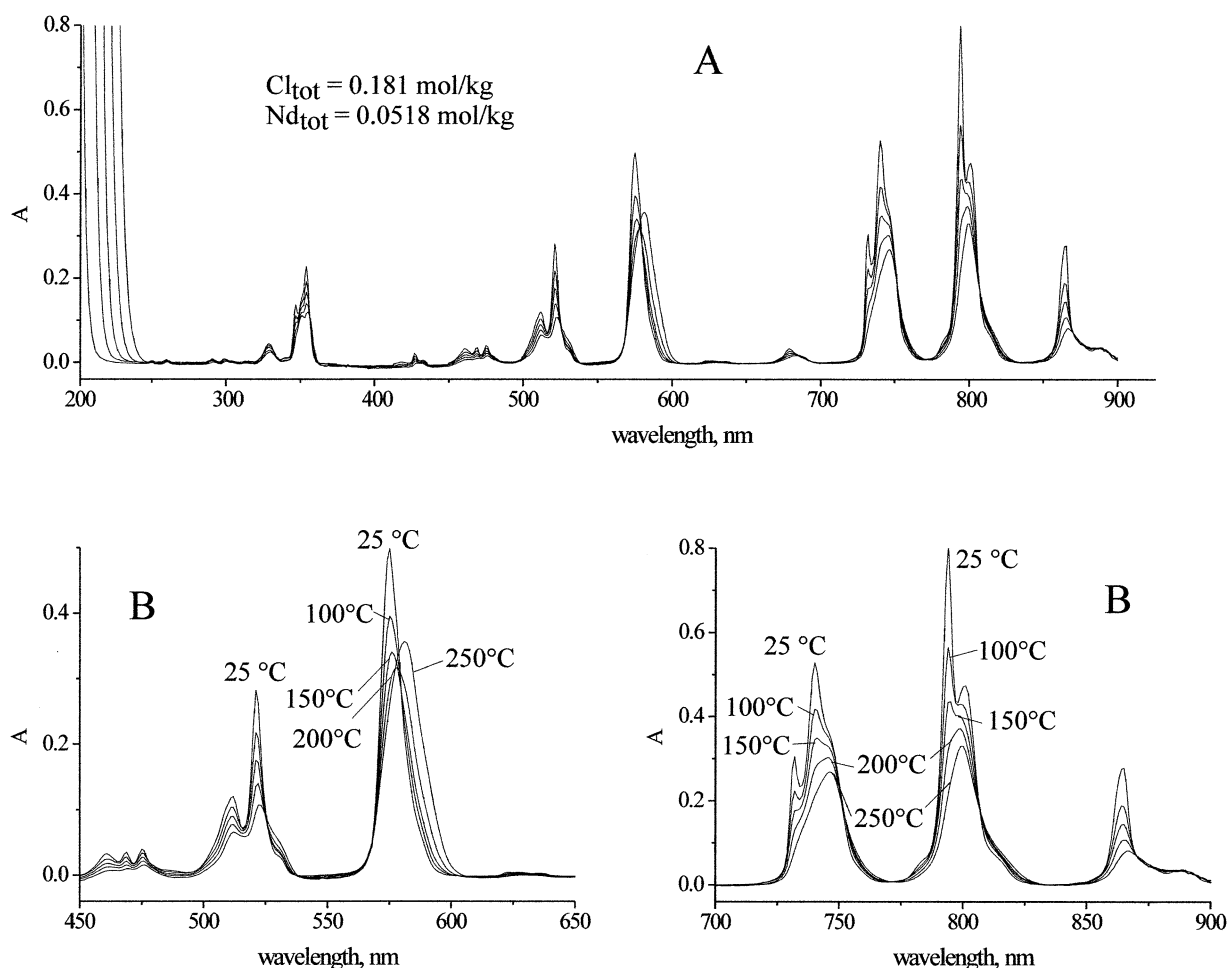 A
Cltot = 0.181 mol/kg
Ndtot = 0.0518 mol/kg
0.8
0.6
0.4
0.2
0.0
A
200 300 400 500 600 700 800 900
wavelength, nm
B
25 °C
25 °C
100°C
150°C
200°C
250°C
0.4
0.2
0.0
A
450 500 550 600 650
wavelength, nm
B
25 °C
25 °C
100°C
100°C
150°C
150°C
200°C
250°C
0.8
0.6
0.4
0.2
0.0
A
700 750 800 850 900
wavelength, nm